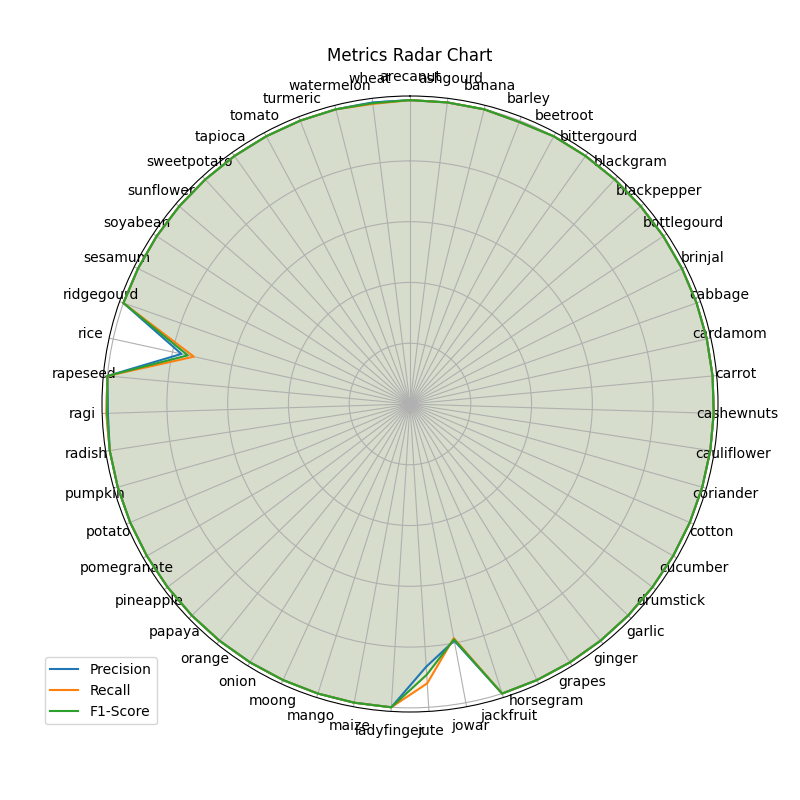 Metrics Radar Chart
arecanut
ashgourd
banana
barley
beetroot
bittergourd
blackgram
blackpepper
bottlegourd
brinjal
cabbage
cardamom
carrot
cashewnuts
cauliflower
coriander
cotton
cucumber
drumstick
garlic
ginger
grapes
horsegram
jackfruit
jowar
jute
ladyfinger
maize
mango
moong
onion
orange
papaya
pineapple
pomegranate
potato
pumpkin
radish
ragi
rapeseed
rice
ridgegourd
sesamum
soyabean
sunflower
sweetpotato
tapioca
tomato
turmeric
watermelon
wheat
Precision
Recall
F1-Score